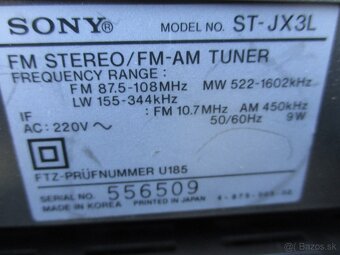 SONY® MODEL NO. ST-JX3L
FM STEREO/FM-AM TUNER
FREQUENCY RANGE :
FM 87.5-108MHz MW 522-1602kHz
LW 155-344kHz
IF : FM 10.7MHz AM 450kHz
AC: 220V ~ 50/60Hz 9W
FTZ-PRÜFNUMMER U185
SERIAL NO. 556509
MADE IN KOREA PRINTED IN JAPAN
bazos.sk